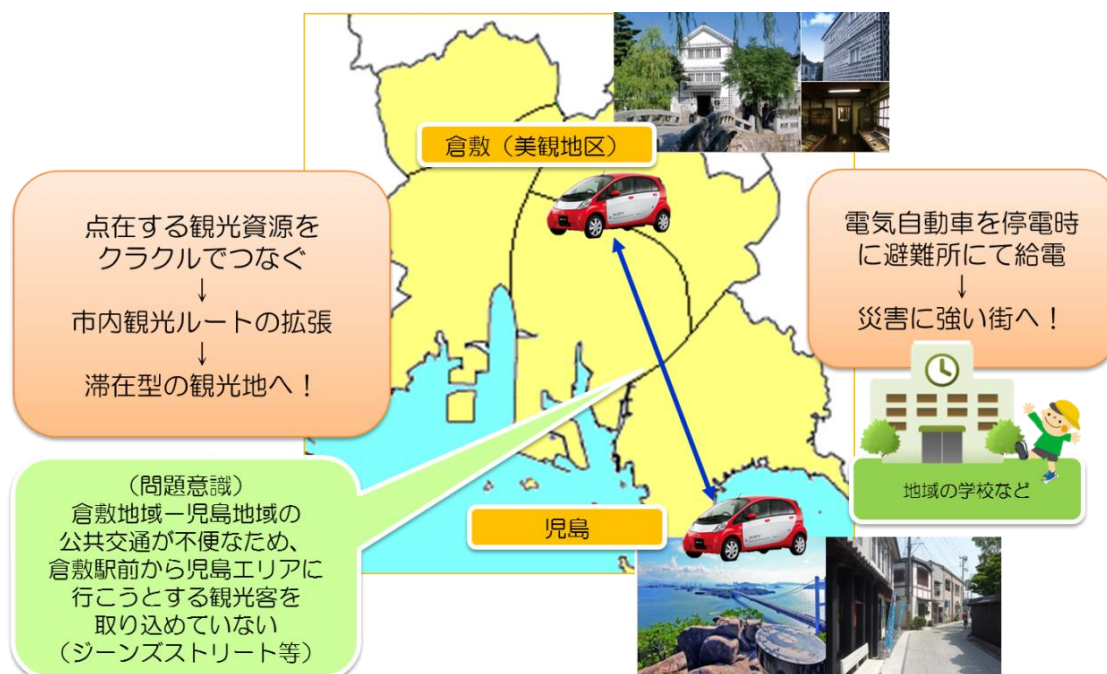 倉敷（美観地区）
点在する観光資源を
クラクルでつなぐ
↓
市内観光ルートの拡張
↓
滞在型の観光地へ！
電気自動車を停電時
に避難所にて給電
↓
災害に強い街へ！
地域の学校など
（問題意識）
倉敷地域ー児島地域の
公共交通が不便なため、
倉敷駅前から児島エリアに
行こうとする観光客を
取り込めていない
（ジーンズストリート等）
児島